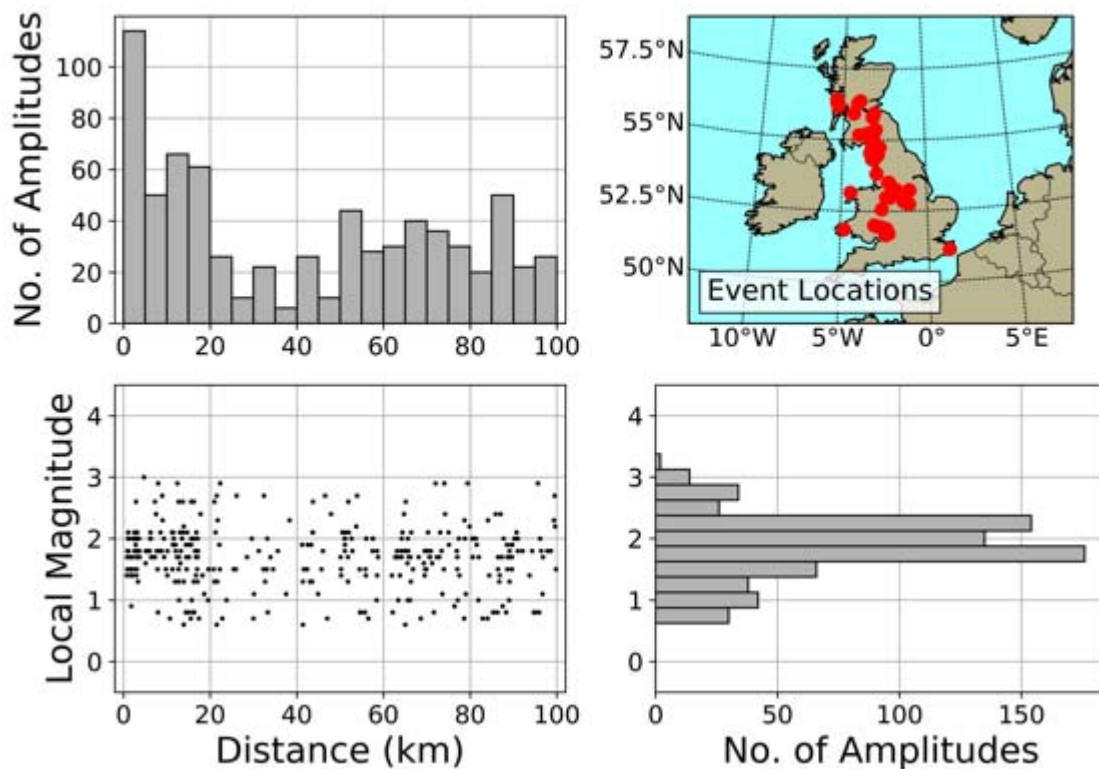 No. of Amplitudes
100
80
60
40
20
0
0 20 40 60 80 100
57.5°N
55°N
52.5°N
50°N
Event Locations
10°W 5°W 0° 5°E
Local Magnitude
4
3
2
1
0
0 20 40 60 80 100
Distance (km)
4
3
2
1
0
0 50 100 150
No. of Amplitudes